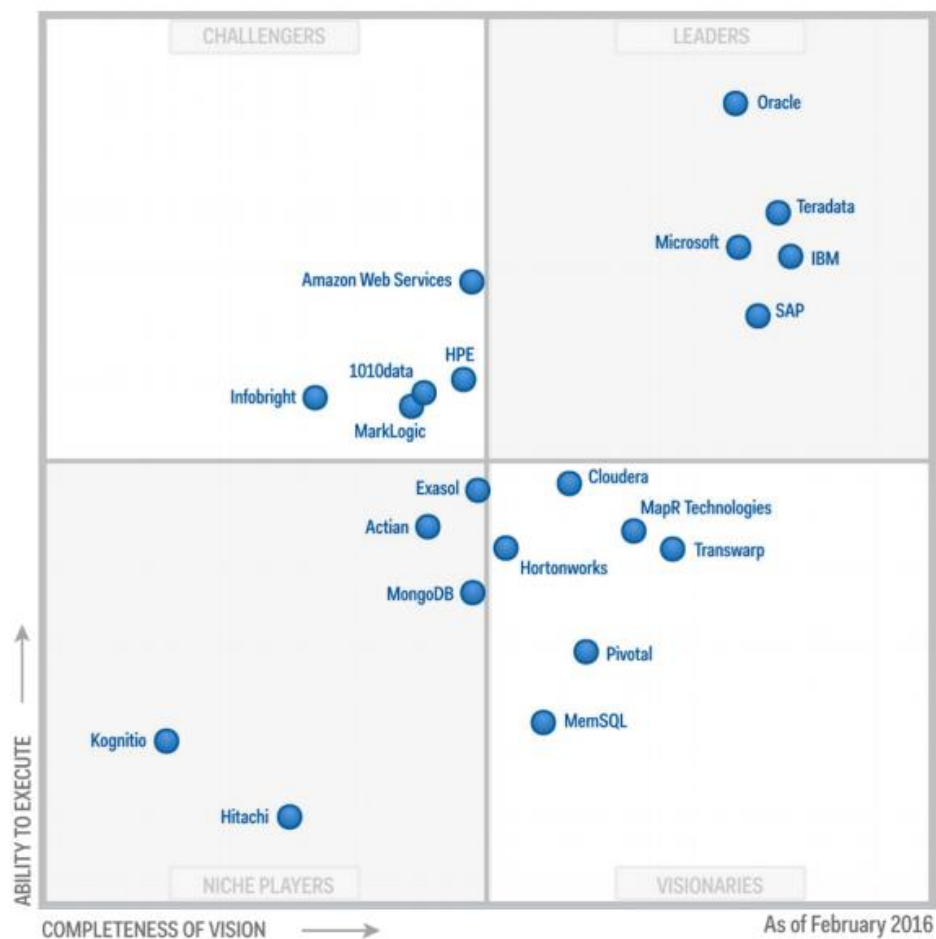 CHALLENGERS
LEADERS
Oracle
Teradata
Microsoft
IBM
Amazon Web Services
SAP
HPE
1010data
Infobright
MarkLogic
Cloudera
Exasol
MapR Technologies
Actian
Transwarp
Hortonworks
MongoDB
Pivotal
MemSQL
Kognitio
Hitachi
ABILITY TO EXECUTE
NICHE PLAYERS
VISIONARIES
COMPLETENESS OF VISION
As of February 2016